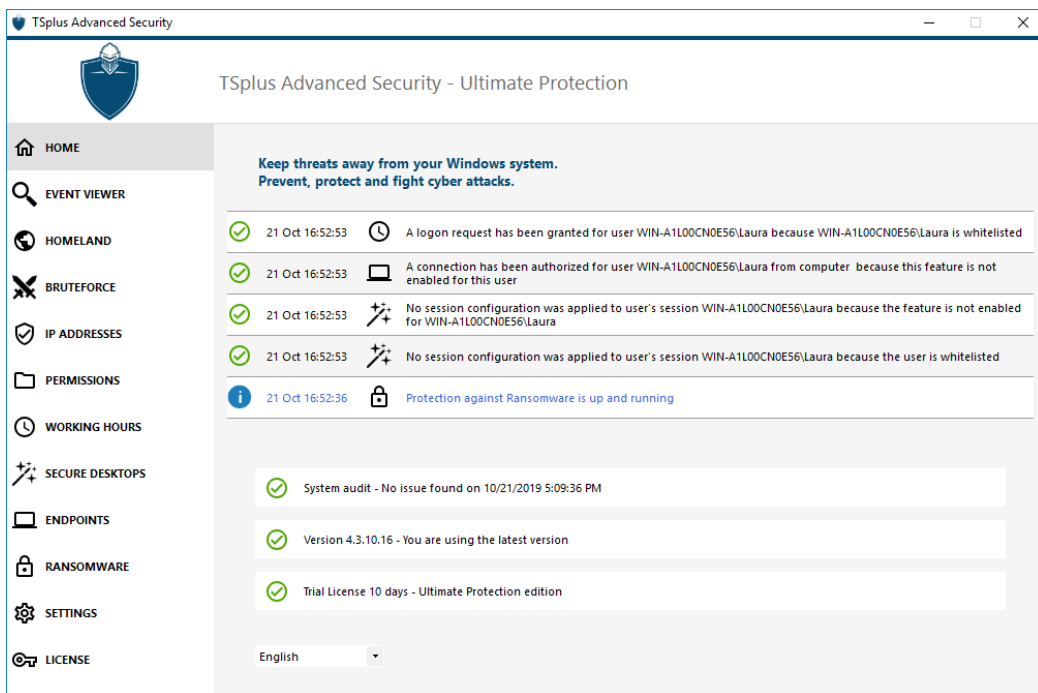 TSplus Advanced Security
TSplus Advanced Security - Ultimate Protection
HOME
EVENT VIEWER
HOMELAND
BRUTEFORCE
IP ADDRESSES
PERMISSIONS
WORKING HOURS
SECURE DESKTOPS
ENDPOINTS
RANSOMWARE
SETTINGS
LICENSE
Keep threats away from your Windows system.
Prevent, protect and fight cyber attacks.
21 Oct 16:52:53 A logon request has been granted for user WIN-A1L00CN0E56\Laura because WIN-A1L00CN0E56\Laura is whitelisted
21 Oct 16:52:53 A connection has been authorized for user WIN-A1L00CN0E56\Laura from computer  because this feature is not
enabled for this user
21 Oct 16:52:53 No session configuration was applied to user's session WIN-A1L00CN0E56\Laura because the feature is not enabled
for WIN-A1L00CN0E56\Laura
21 Oct 16:52:53 No session configuration was applied to user's session WIN-A1L00CN0E56\Laura because the user is whitelisted
21 Oct 16:52:36 Protection against Ransomware is up and running
System audit - No issue found on 10/21/2019 5:09:36 PM
Version 4.3.10.16 - You are using the latest version
Trial License 10 days - Ultimate Protection edition
English